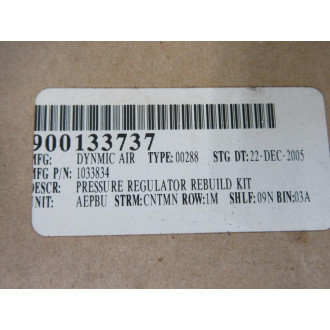 900133737
MFG: DYNMIC AIR TYPE: 00288 STG DT: 22-DEC-2005
MFG P/N: 1033834
DESCR: PRESSURE REGULATOR REBUILD KIT
UNIT: AEPBU STRM: CNTMN ROW: 1M SHLF: 09N BIN: 03A